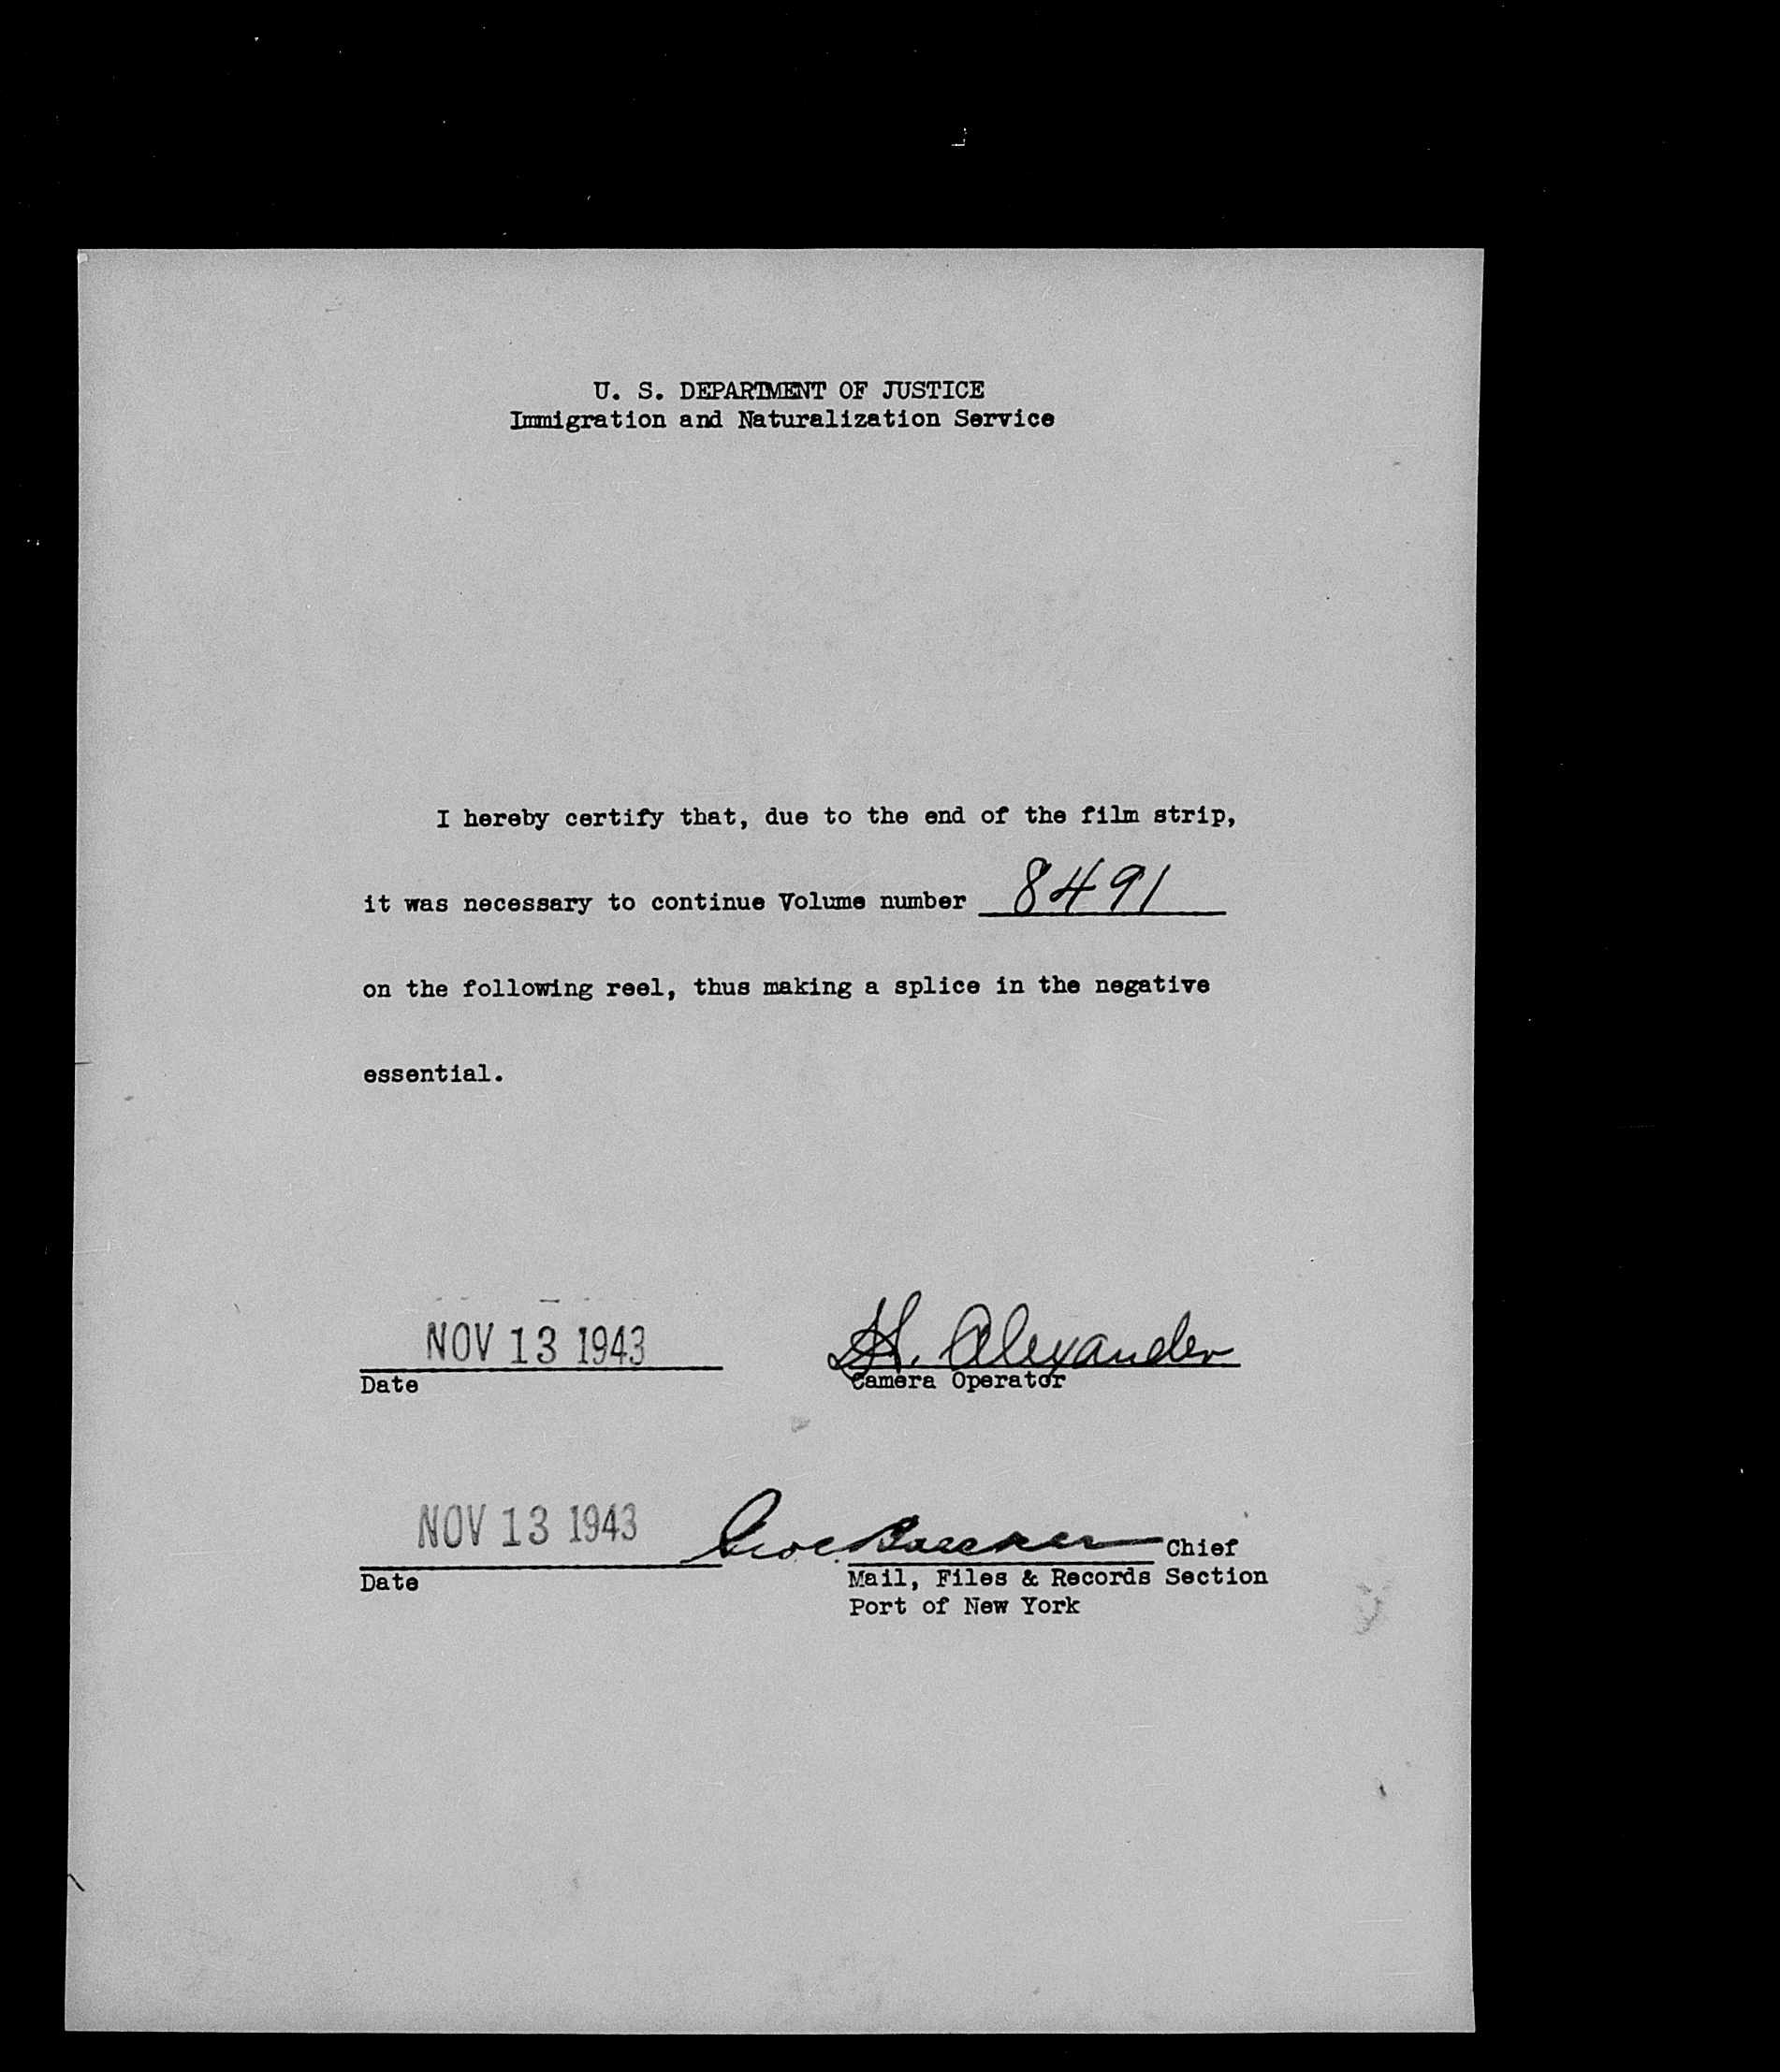 U. S. DEPARTMENT OF JUSTICE
Immigration and Naturalization Service
I hereby certify that, due to the end of the film strip,
it was necessary to continue Volume number 8491
on the following reel, thus making a splice in the negative
essential.
NOV 13 1943 H. Alexander
Date Camera Operator
NOV 13 1943 Chief
Date Mail, Files & Records Section
Port of New York